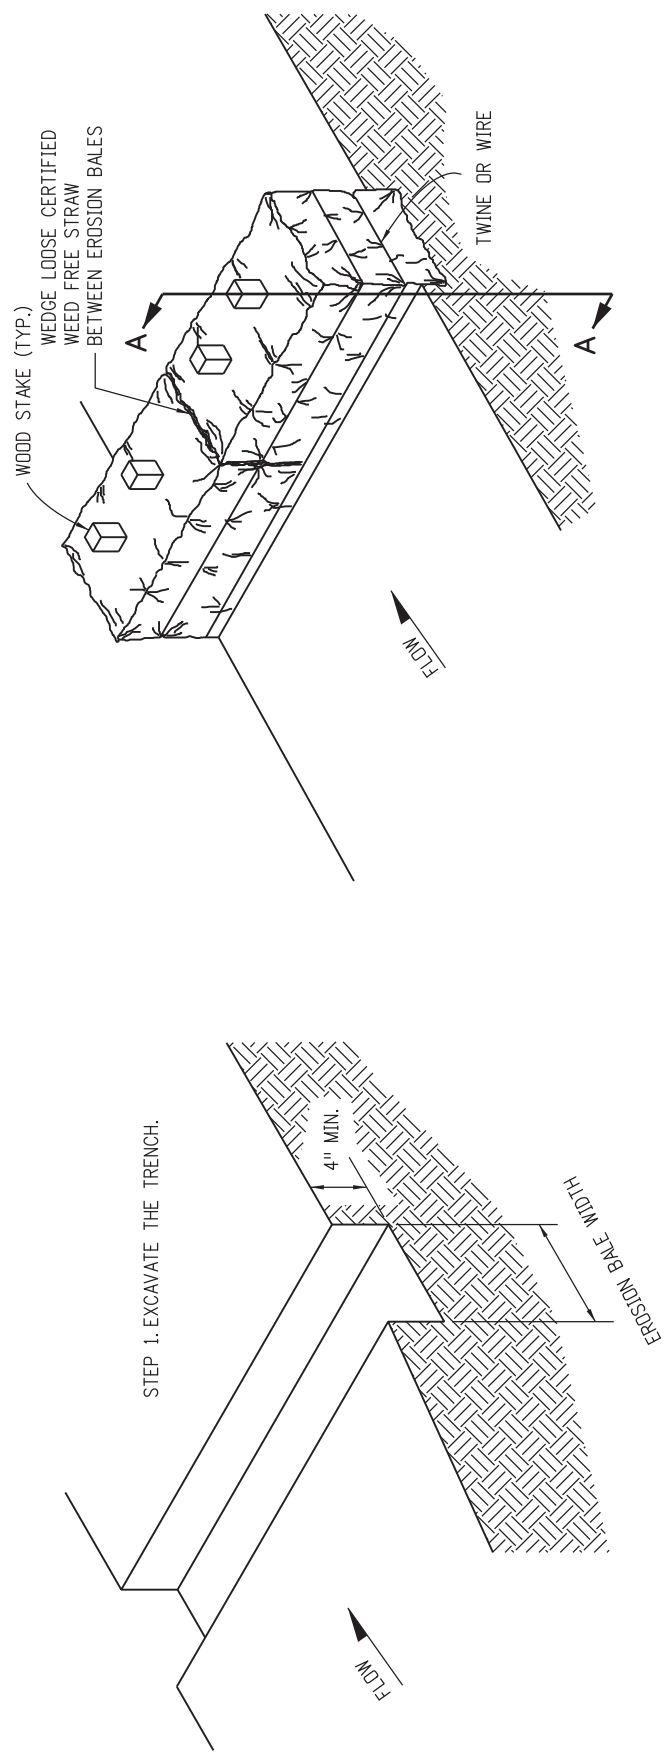 STEP 1. EXCAVATE THE TRENCH.
4" MIN.
EROSION BALE WIDTH
FLOW
WOOD STAKE (TYP.)
WEDGE LOOSE CERTIFIED
WEED FREE STRAW
BETWEEN EROSION BALES
A
A
TWINE OR WIRE
FLOW